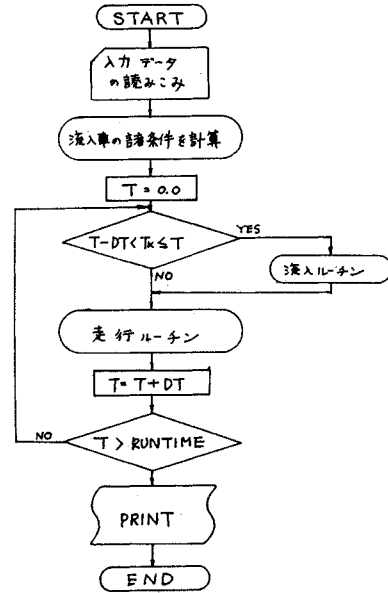 START
入力データ
の読みこみ
流入車の諸条件を計算
T=0.0
T-DT<Tk≦T
YES
流入ルーチン
NO
走行ルーチン
T=T+DT
NO
T>RUNTIME
PRINT
END